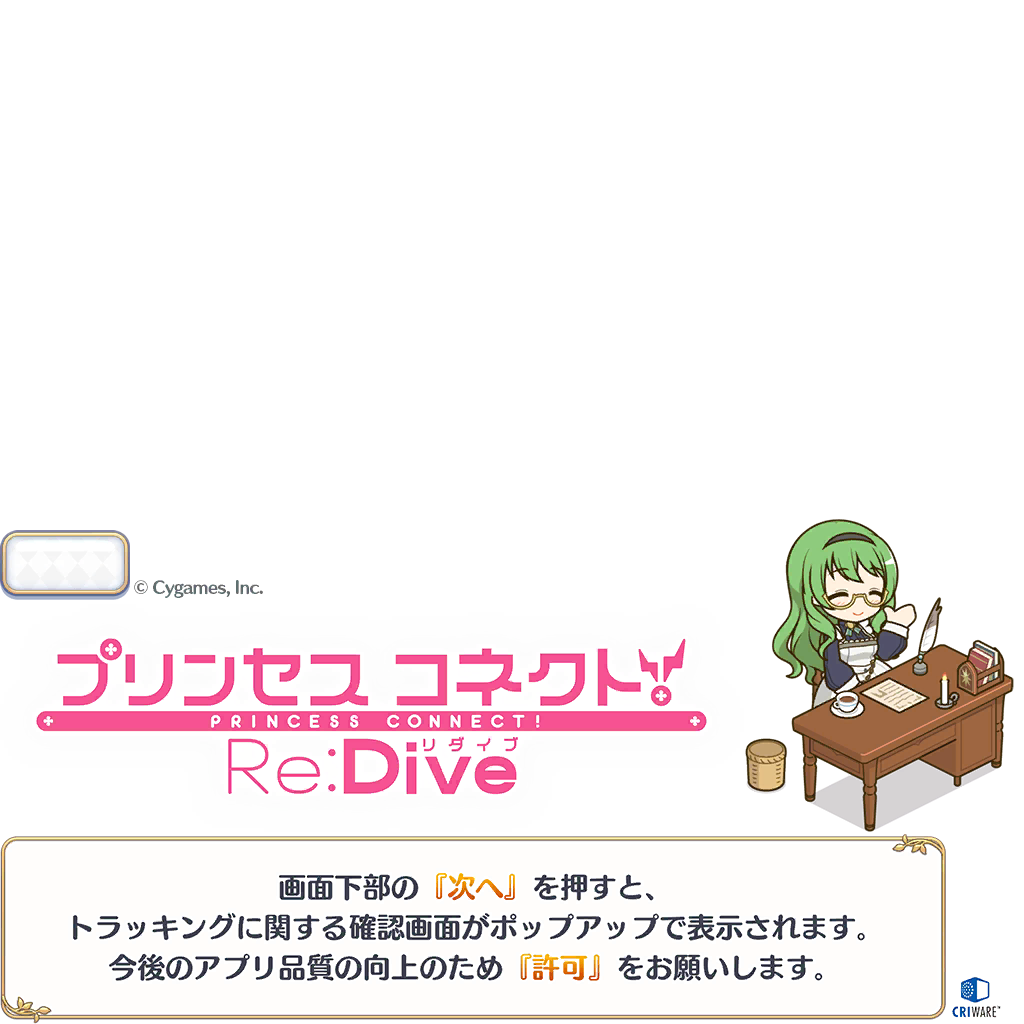 © Cygames, Inc.
プリンセスコネクト!
PRINCESS CONNECT!
リダイブ
Re:Dive
画面下部の『次へ』を押すと、
トラッキングに関する確認画面がポップアップで表示されます。
今後のアプリ品質の向上のため『許可』をお願いします。
CRIWARE™